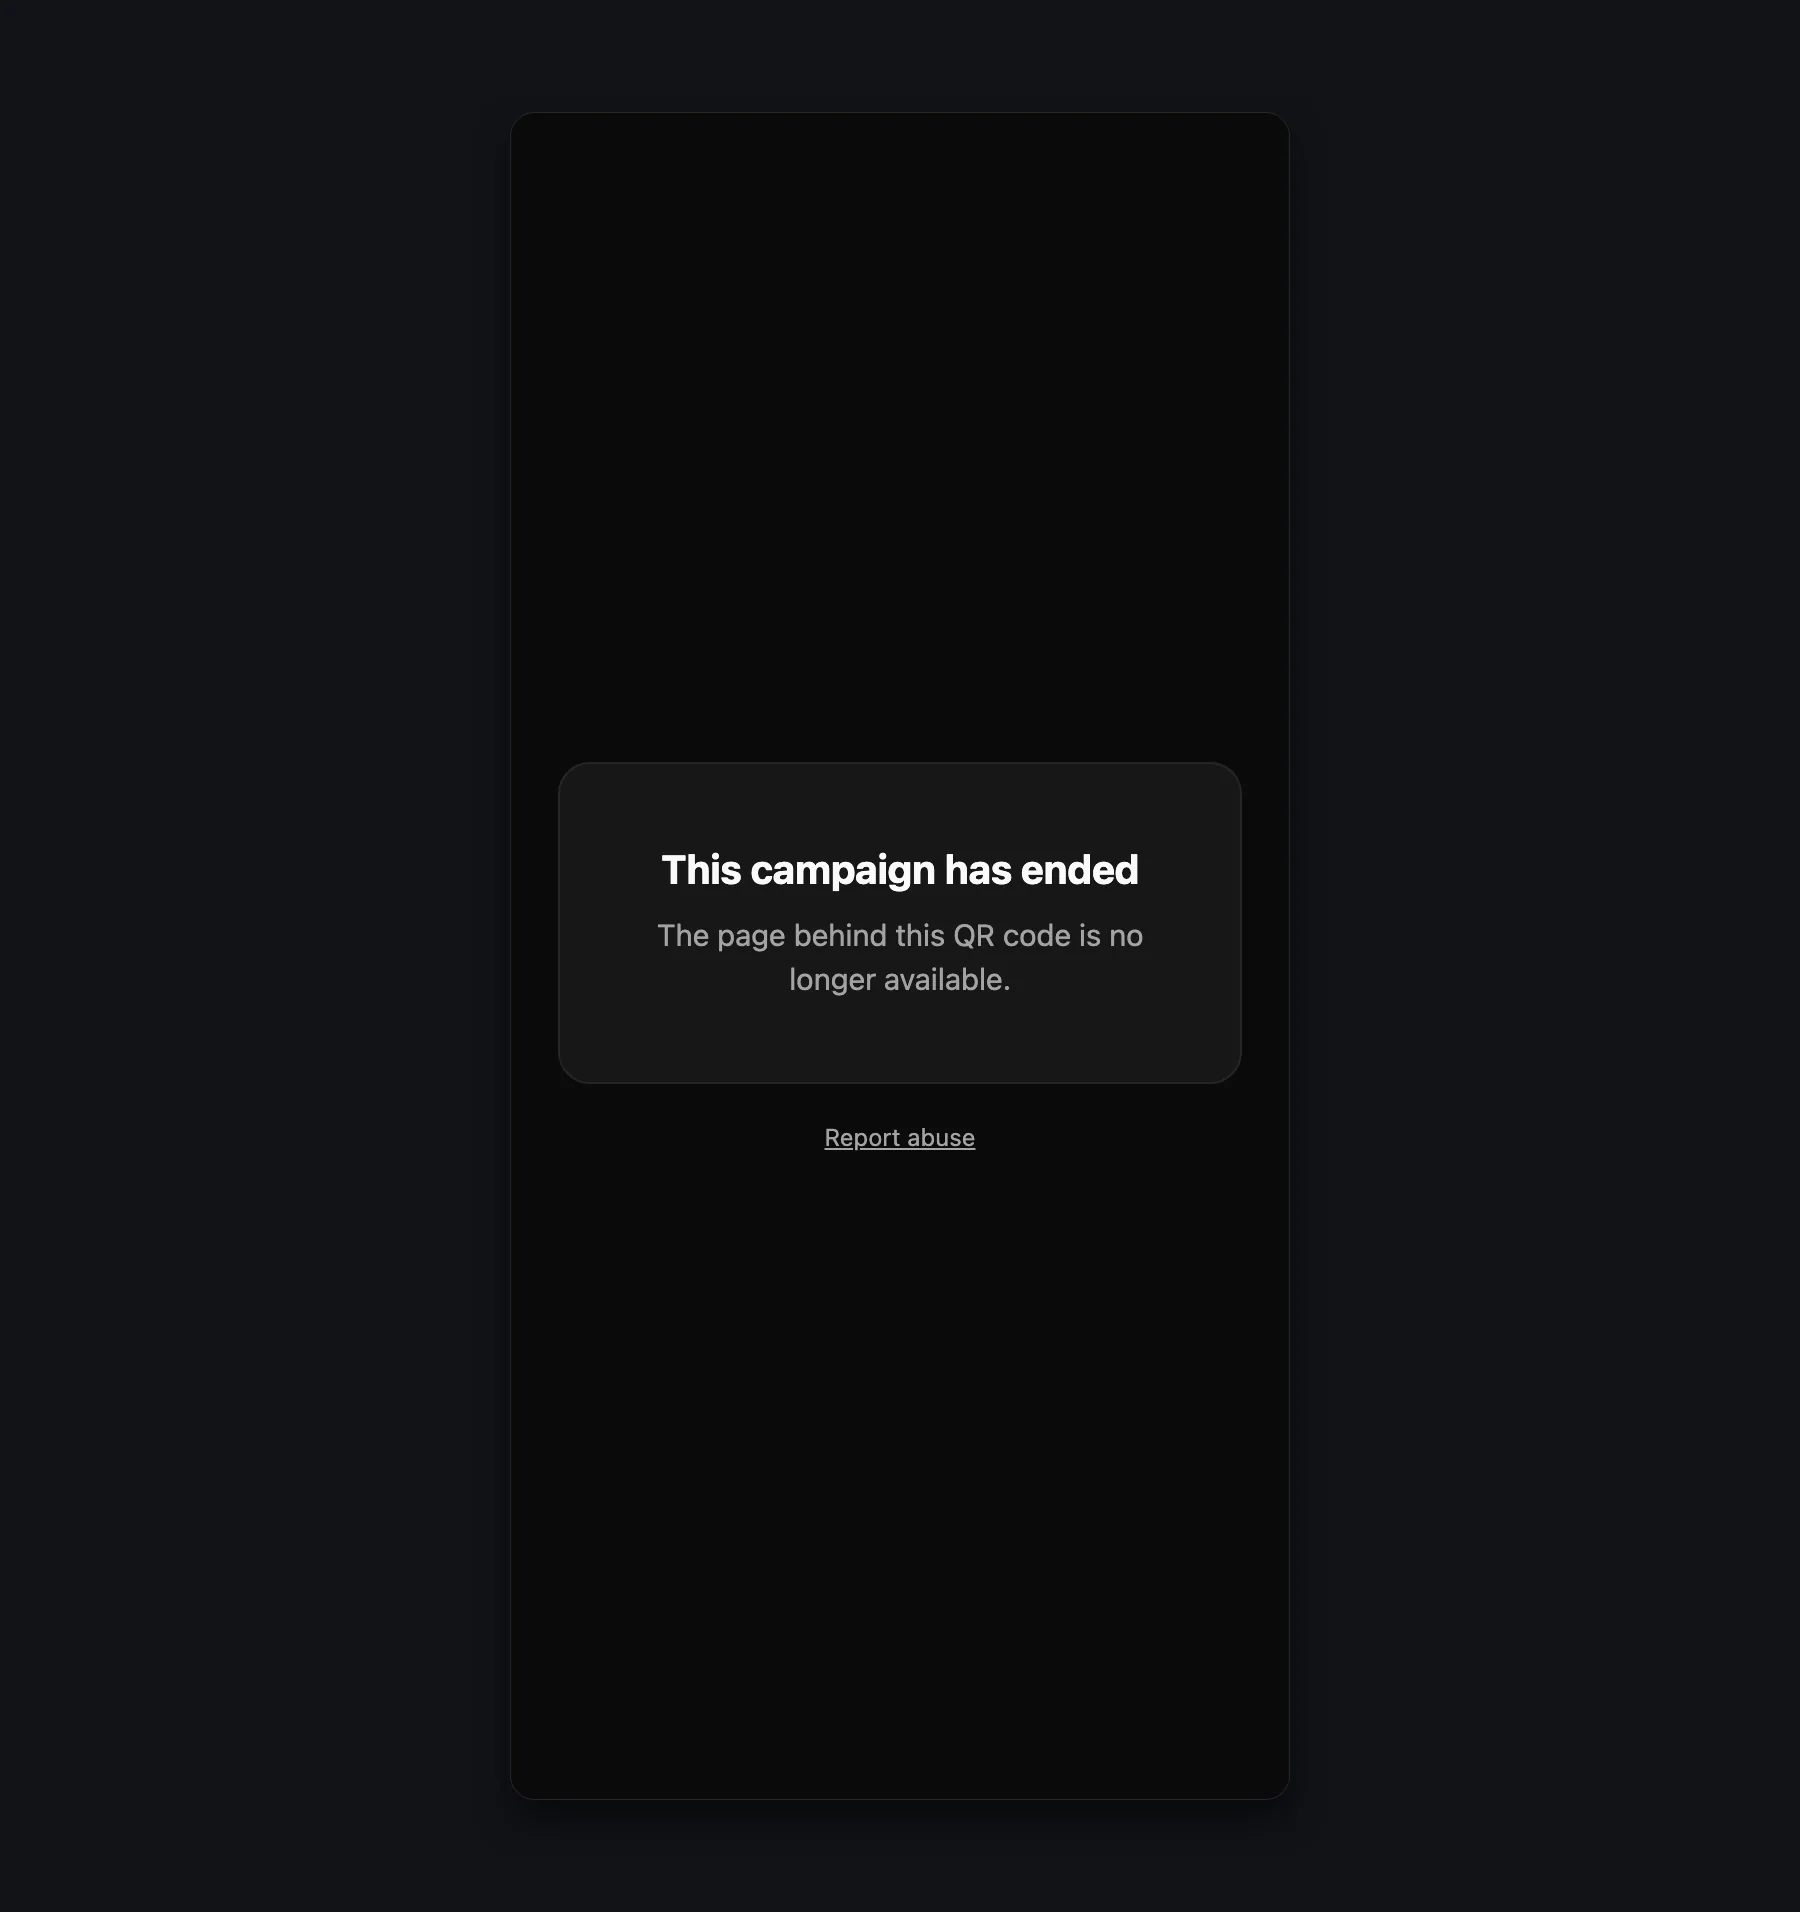 This campaign has ended
The page behind this QR code is no
longer available.
Report abuse